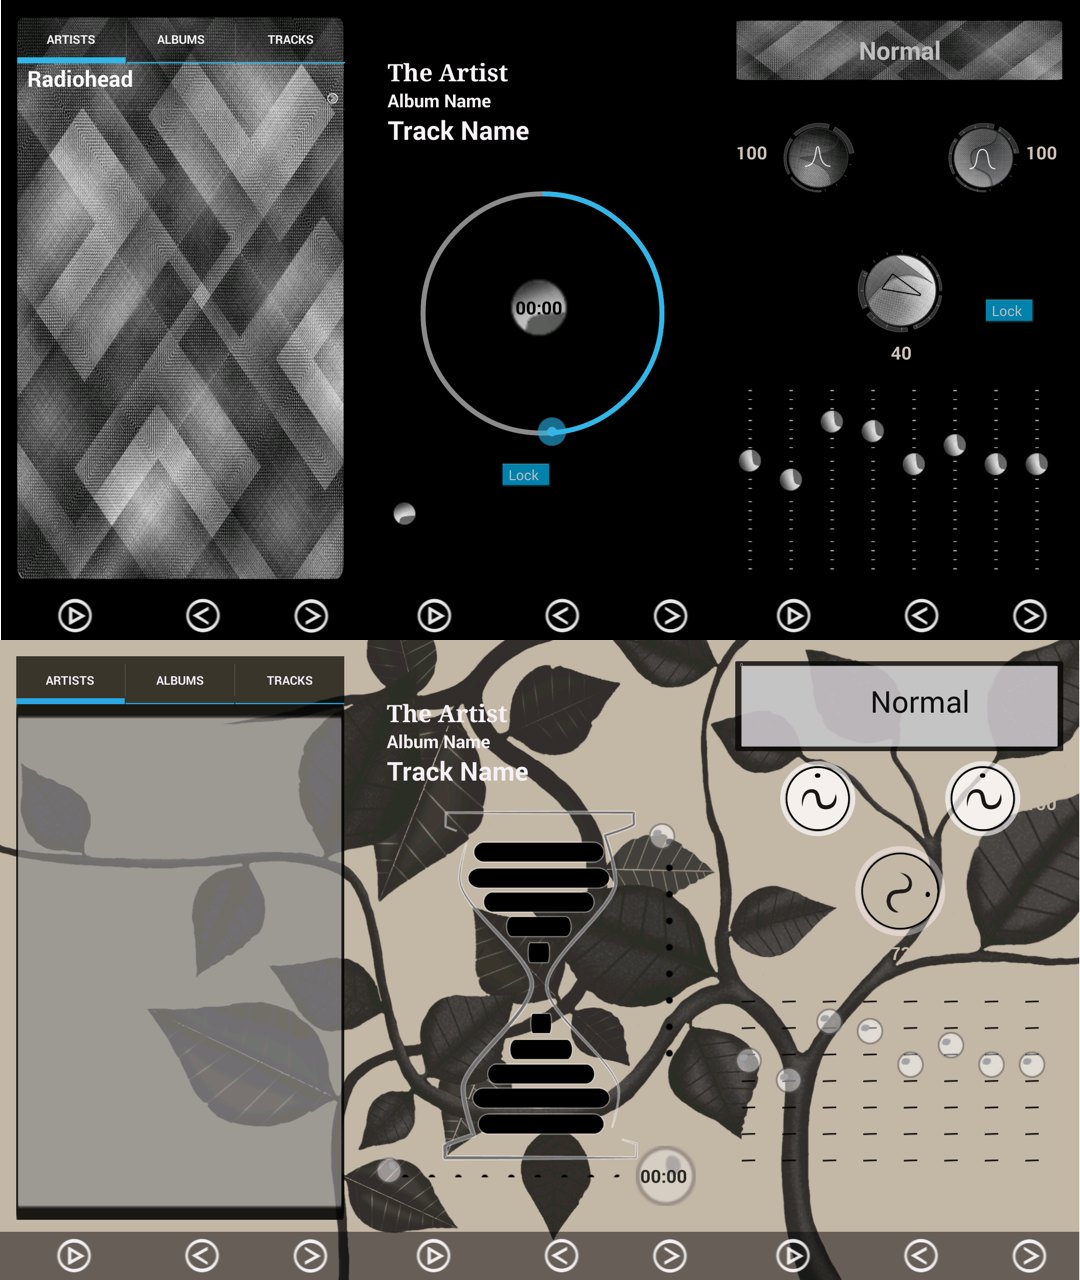 ARTISTS ALBUMS TRACKS
Radiohead
The Artist
Album Name
Track Name
00:00
Lock
Normal
100 100
Lock
40
ARTISTS ALBUMS TRACKS
The Artist
Album Name
Track Name
00:00
Normal